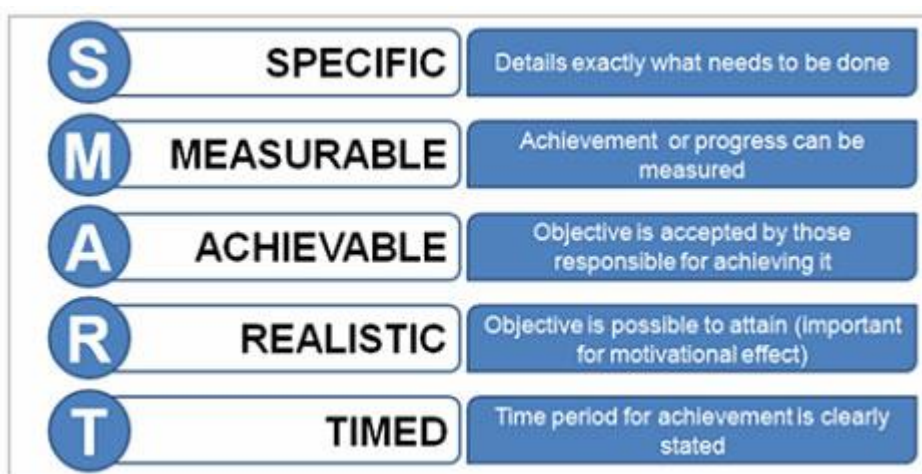 S SPECIFIC Details exactly what needs to be done
M MEASURABLE Achievement or progress can be
measured
A ACHIEVABLE Objective is accepted by those
responsible for achieving it
R REALISTIC Objective is possible to attain (important
for motivational effect)
T TIMED Time period for achievement is clearly
stated